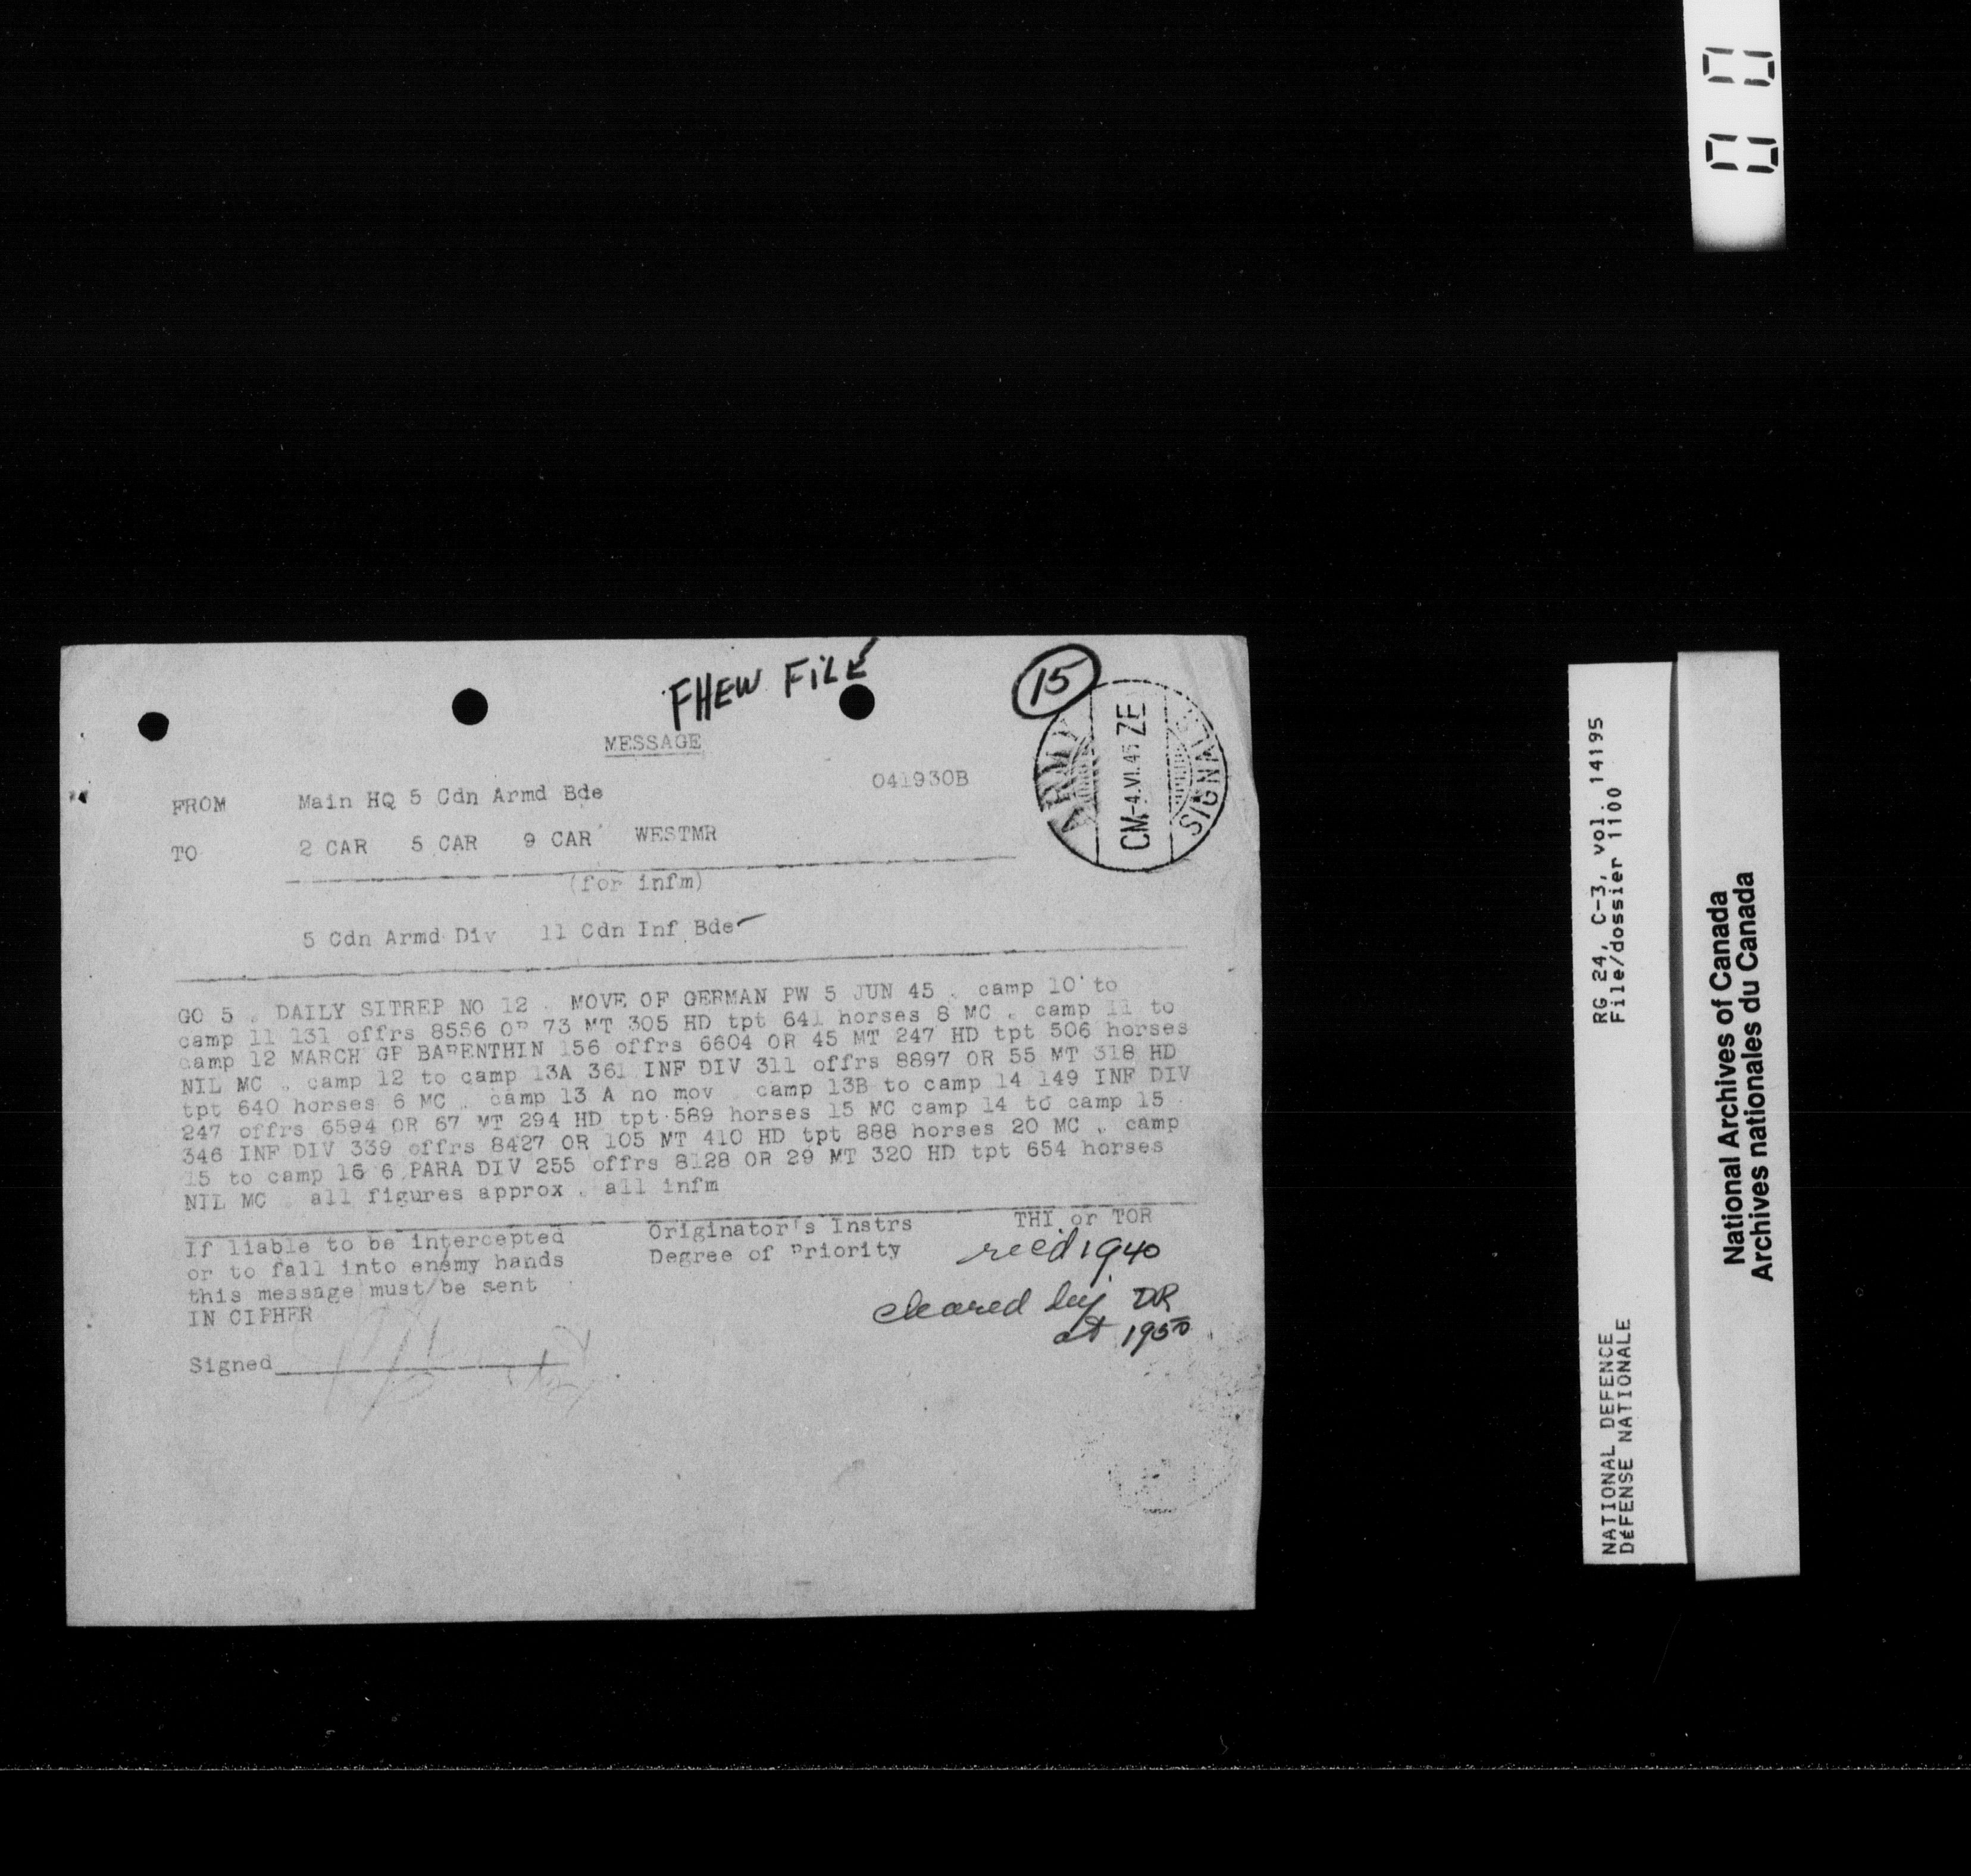 FHEW FILE
15
MESSAGE
ARMY SIGNALS
CM-4.VI.45 ZE
041930B
FROM Main HQ 5 Cdn Armd Bde
TO 2 CAR 5 CAR 9 CAR WESTMR
(for infm)
5 Cdn Armd Div 11 Cdn Inf Bde
GO 5 . DAILY SITREP NO 12 . MOVE OF GERMAN PW 5 JUN 45 . camp 10 to
camp 11 131 offrs 8556 OR 73 MT 305 HD tpt 641 horses 8 MC . camp 11 to
camp 12 MARCH GP BARENTHIN 156 offrs 6604 OR 45 MT 247 HD tpt 506 horses
NIL MC . camp 12 to camp 13A 361 INF DIV 311 offrs 8897 OR 55 MT 318 HD
tpt 640 horses 6 MC . camp 13 A no mov camp 13B to camp 14 149 INF DIV
247 offrs 6594 OR 67 MT 294 HD tpt 589 horses 15 MC camp 14 to camp 15
346 INF DIV 339 offrs 8427 OR 105 MT 410 HD tpt 888 horses 20 MC . camp
15 to camp 16 6 PARA DIV 255 offrs 8128 OR 29 MT 320 HD tpt 654 horses
NIL MC . all figures approx . all infm
If liable to be intercepted
or to fall into enemy hands
this message must be sent
IN CIPHER
Originator's Instrs
Degree of Priority
THI or TOR
recd 1940
cleared by DR
at 1950
Signed
RG 24, C-3, vol. 14195
File/dossier 1100
NATIONAL DEFENCE
DÉFENSE NATIONALE
National Archives of Canada
Archives nationales du Canada